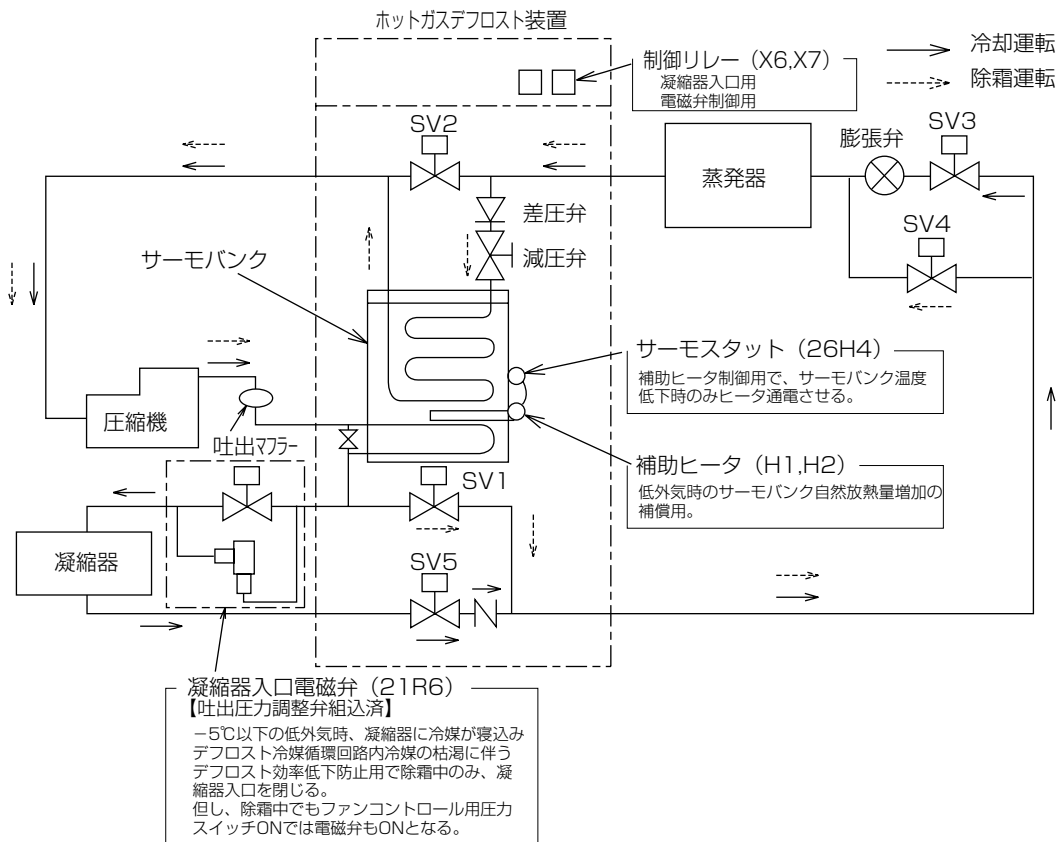 ホットガスデフロスト装置
制御リレー（X6,X7）
凝縮器入口用
電磁弁制御用
冷却運転
除霜運転
SV2
蒸発器
膨張弁
SV3
差圧弁
減圧弁
SV4
サーモバンク
サーモスタット（26H4）
補助ヒータ制御用で、サーモバンク温度
低下時のみヒータ通電させる。
圧縮機
吐出マフラー
補助ヒータ（H1,H2）
低外気時のサーモバンク自然放熱量増加の
補償用。
SV1
凝縮器
SV5
凝縮器入口電磁弁（21R6）
【吐出圧力調整弁組込済】
－5℃以下の低外気時、凝縮器に冷媒が寝込み
デフロスト冷媒循環回路内冷媒の枯渇に伴う
デフロスト効率低下防止用で除霜中のみ、凝
縮器入口を閉じる。
但し、除霜中でもファンコントロール用圧力
スイッチONでは電磁弁もONとなる。